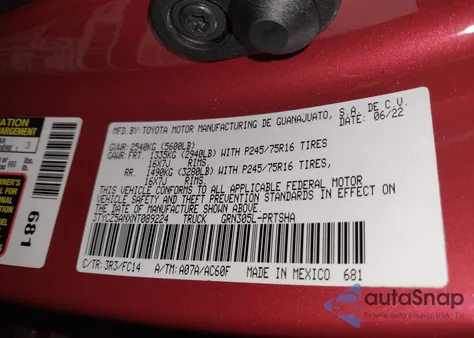 MFD.BY:TOYOTA MOTOR MANUFACTURING DE GUANAJUATO, S.A. DE C.V.
DATE: 06/22
GVWR:2540KG (5600LB)
GAWR:FRT. 1335KG (2940LB) WITH P245/75R16 TIRES
16X7J RIMS,
RR. 1490KG (3280LB) WITH P245/75R16 TIRES,
16X7J RIMS
THIS VEHICLE CONFORMS TO ALL APPLICABLE FEDERAL MOTOR
VEHICLE SAFETY AND THEFT PREVENTION STANDARDS IN EFFECT ON
THE DATE OF MANUFACTURE SHOWN ABOVE.
3TYCZ5ANXNT089224 TRUCK GRN305L-PRTSHA
C/TR:3R3/FC14 A/TM:A07A/AC60F MADE IN MEXICO 681
3
681
autaSnap